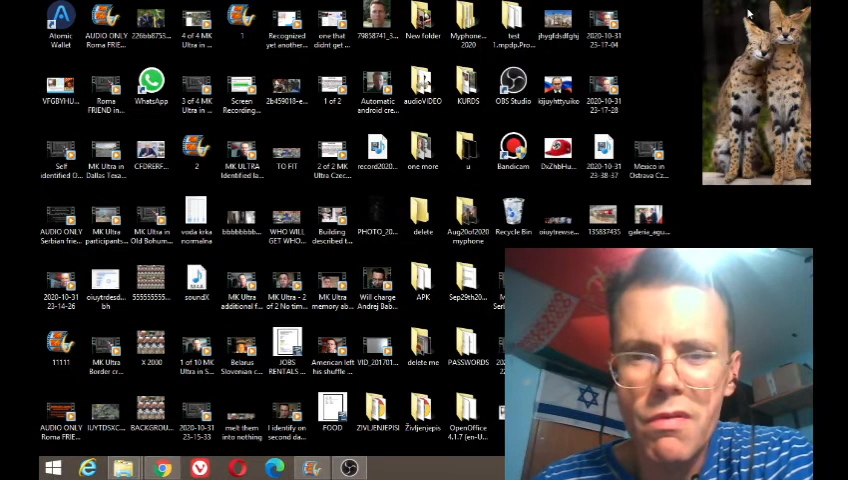 Atomic
Wallet
AUDIO ONLY
Roma FRIE...
226bb8753...
4 of 4 MK
Ultra in ...
1
Recognized
yet another...
one that
didnt get ...
79858741_3...
New folder
Myphone...
2020
test
1.mpdp.Pro...
jhygfdsdfghj
2020-10-31
23-17-04
VFGBYHU...
Roma
FRIEND in...
WhatsApp
3 of 4 MK
Ultra in ...
Screen
Recording...
2b459018-e...
1 of 2
Automatic
android cre...
audioVIDEO
KURDS
OBS Studio
kijuyhttyuiko
2020-10-31
23-17-28
Self
identified O...
MK Ultra in
Dallas Texa...
CFDRERF...
2
MK ULTRA
Identified la...
TO FIT
2 of 2 MK
Ultra Czec...
record2020...
one more
u
Bandicam
DxZhbHu...
2020-10-31
23-38-37
Mexico in
Ostrava Cz...
AUDIO ONLY
Serbian frie...
MK Ultra
participants...
MK Ultra in
Old Bohum...
voda krka
normalna
bbbbbbbb...
WHO WILL
GET WHO...
Building
described t...
PHOTO_20...
delete
Aug20of2020
myphone
Recycle Bin
oiuytrewse...
135837435
galeria_agu...
2020-10-31
23-14-26
oiuytrdesd...
bh
555555555...
soundX
MK Ultra
additional f...
MK Ultra - 2
of 2 No tim...
MK Ultra
memory ab...
Will charge
Andrej Bab...
APK
Sep29th20...
11111
MK Ultra
Border cr...
X 2000
1 of 10 MK
Ultra in S...
Belarus
Slovenian c...
JOBS
RENTALS ...
American left
his shuffle ...
VID_201701...
delete me
PASSWORDS
AUDIO ONLY
Roma FRIE...
IUYTDSXC...
BACKGROU...
2020-10-31
23-15-33
melt them
into nothing
I identify on
second da...
FOOD
ZIVLJENJEPISI
Življenjepis
OpenOffice
4.1.7 (en-U...